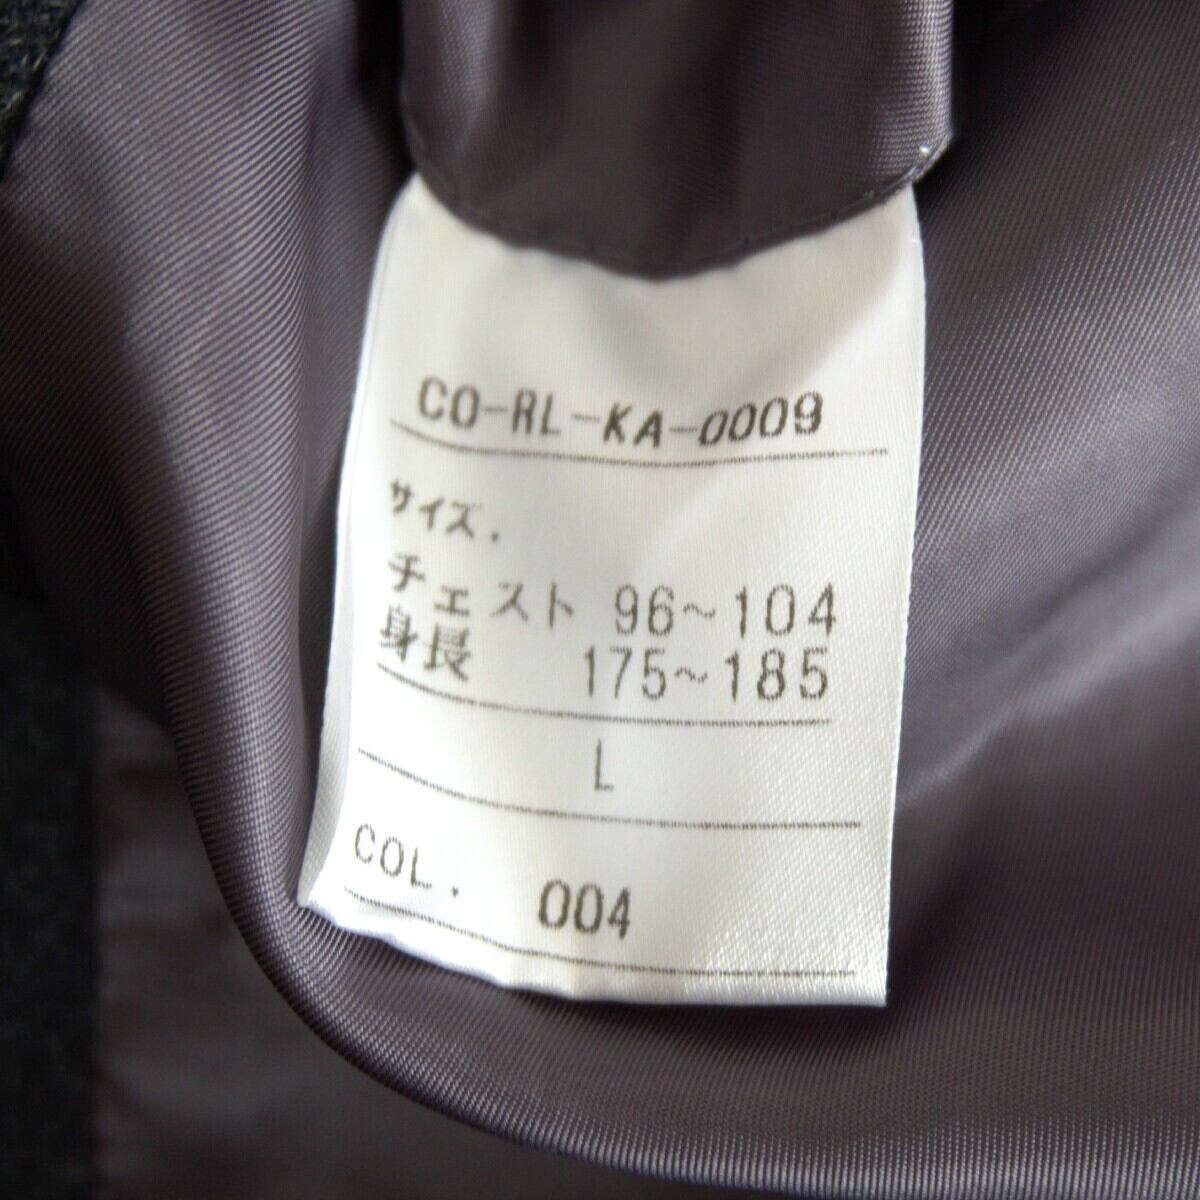 CO-RL-KA-0009
サイズ.
チェスト 96~104
身長 175~185
L
COL. 004